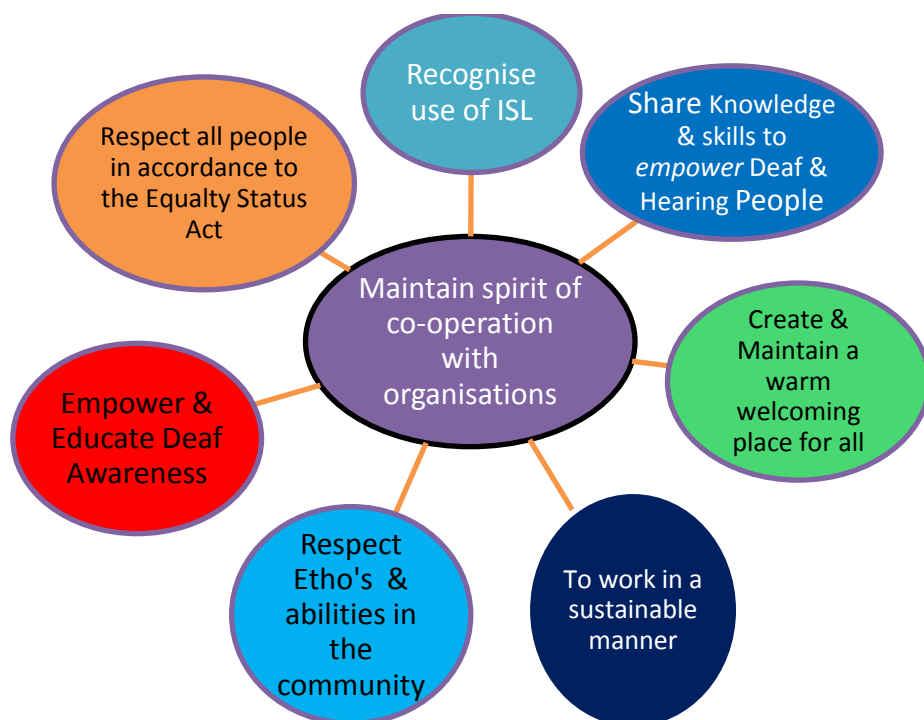 Recognise
use of ISL
Share Knowledge
& skills to
empower Deaf &
Hearing People
Create &
Maintain a
warm
welcoming
place for all
To work in a
sustainable
manner
Respect
Etho's & 
abilities in
the
community
Empower &
Educate Deaf
Awareness
Respect all people
in accordance to
the Equalty Status
Act
Maintain spirit of
co-operation
with
organisations